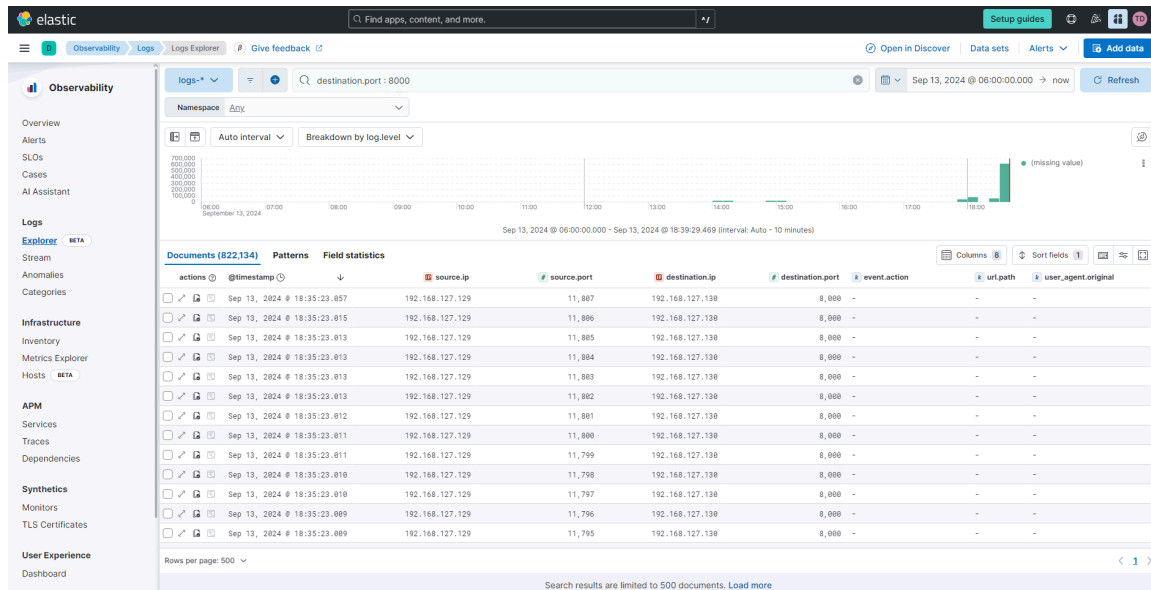 elastic
Find apps, content, and more.
^/
Setup guides
TD
D
Observability
Logs
Logs Explorer
Give feedback
Open in Discover
Data sets
Alerts
Add data
Observability
Overview
Alerts
SLOs
Cases
AI Assistant
Logs
Explorer BETA
Stream
Anomalies
Categories
Infrastructure
Inventory
Metrics Explorer
Hosts BETA
APM
Services
Traces
Dependencies
Synthetics
Monitors
TLS Certificates
User Experience
Dashboard
logs-*
destination.port : 8000
Sep 13, 2024 @ 06:00:00.000 → now
Refresh
Namespace Any
Auto interval
Breakdown by log.level
700,000
600,000
500,000
400,000
300,000
200,000
100,000
0
06:00 07:00 08:00 09:00 10:00 11:00 12:00 13:00 14:00 15:00 16:00 17:00 18:00
September 13, 2024
(missing value)
Sep 13, 2024 @ 06:00:00.000 - Sep 13, 2024 @ 18:39:29.469 (interval: Auto - 10 minutes)
Documents (822,134) Patterns Field statistics
Columns 8
Sort fields 1
actions @timestamp source.ip source.port destination.ip destination.port event.action url.path user_agent.original
Sep 13, 2024 @ 18:35:23.057 192.168.127.129 11,807 192.168.127.130 8,000 - - -
Sep 13, 2024 @ 18:35:23.015 192.168.127.129 11,806 192.168.127.130 8,000 - - -
Sep 13, 2024 @ 18:35:23.013 192.168.127.129 11,805 192.168.127.130 8,000 - - -
Sep 13, 2024 @ 18:35:23.013 192.168.127.129 11,804 192.168.127.130 8,000 - - -
Sep 13, 2024 @ 18:35:23.013 192.168.127.129 11,803 192.168.127.130 8,000 - - -
Sep 13, 2024 @ 18:35:23.013 192.168.127.129 11,802 192.168.127.130 8,000 - - -
Sep 13, 2024 @ 18:35:23.012 192.168.127.129 11,801 192.168.127.130 8,000 - - -
Sep 13, 2024 @ 18:35:23.011 192.168.127.129 11,800 192.168.127.130 8,000 - - -
Sep 13, 2024 @ 18:35:23.011 192.168.127.129 11,799 192.168.127.130 8,000 - - -
Sep 13, 2024 @ 18:35:23.010 192.168.127.129 11,798 192.168.127.130 8,000 - - -
Sep 13, 2024 @ 18:35:23.010 192.168.127.129 11,797 192.168.127.130 8,000 - - -
Sep 13, 2024 @ 18:35:23.009 192.168.127.129 11,796 192.168.127.130 8,000 - - -
Sep 13, 2024 @ 18:35:23.009 192.168.127.129 11,795 192.168.127.130 8,000 - - -
Rows per page: 500
1
Search results are limited to 500 documents. Load more